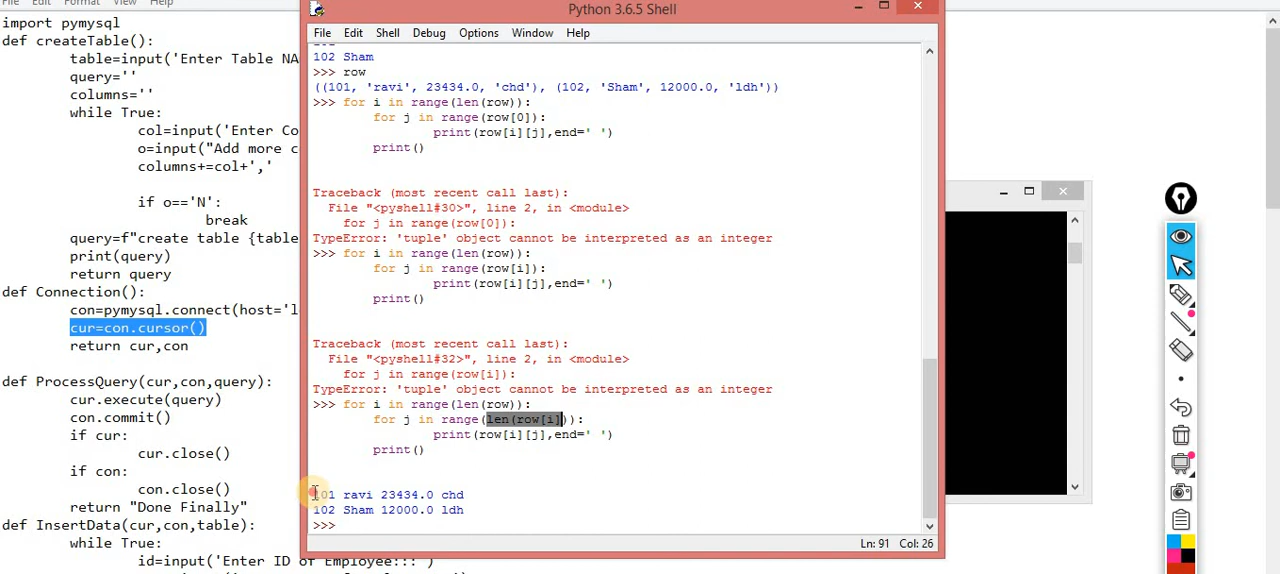 File Edit Format View Help
import pymysql
def createTable():
table=input('Enter Table NA
query=''
columns=''
while True:
col=input('Enter Co
o=input("Add more c
columns+=col+','
if o=='N':
break
query=f"create table {table
print(query)
return query
def Connection():
con=pymysql.connect(host='l
cur=con.cursor()
return cur,con
def ProcessQuery(cur,con,query):
cur.execute(query)
con.commit()
if cur:
cur.close()
if con:
con.close()
return "Done Finally"
def InsertData(cur,con,table):
while True:
id=input('Enter ID of Employee:::')
Python 3.6.5 Shell
File Edit Shell Debug Options Window Help
102 Sham
>>> row
((101, 'ravi', 23434.0, 'chd'), (102, 'Sham', 12000.0, 'ldh'))
>>> for i in range(len(row)):
for j in range(row[0]):
print(row[i][j],end=' ')
print()
Traceback (most recent call last):
File "<pyshell#30>", line 2, in <module>
for j in range(row[0]):
TypeError: 'tuple' object cannot be interpreted as an integer
>>> for i in range(len(row)):
for j in range(row[i]):
print(row[i][j],end=' ')
print()
Traceback (most recent call last):
File "<pyshell#32>", line 2, in <module>
for j in range(row[i]):
TypeError: 'tuple' object cannot be interpreted as an integer
>>> for i in range(len(row)):
for j in range(len(row[i])):
print(row[i][j],end=' ')
print()
101 ravi 23434.0 chd
102 Sham 12000.0 ldh
>>>
Ln: 91 Col: 26